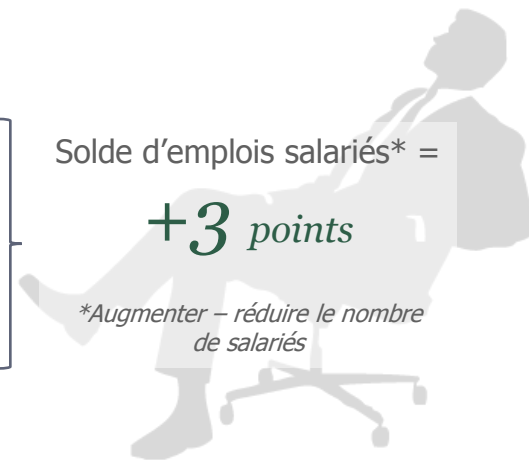 Solde d’emplois salariés* =
+3 points
*Augmenter – réduire le nombre
de salariés